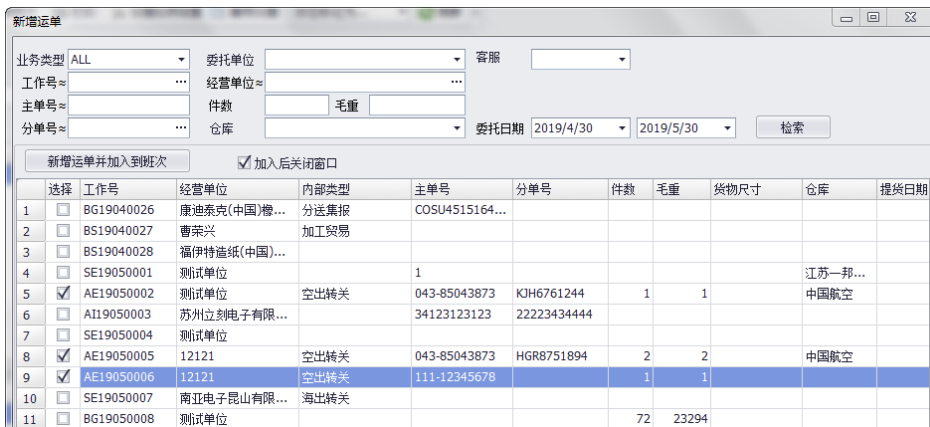 新增运单
业务类型 ALL 委托单位 客服
工作号≈ ... 经营单位≈ ...
主单号≈ 件数 毛重
分单号≈ ... 仓库 委托日期 2019/4/30 2019/5/30 检索
新增运单并加入到班次 加入后关闭窗口
选择 工作号 经营单位 内部类型 主单号 分单号 件数 毛重 货物尺寸 仓库 提货日期
1 BG19040026 康迪泰克(中国)橡... 分送集报 COSU4515164...
2 BS19040027 曹荣兴 加工贸易
3 BS19040028 福伊特造纸(中国)...
4 SE19050001 测试单位 1 江苏一邦...
5 AE19050002 测试单位 空出转关 043-85043873 KJH6761244 1 1 中国航空
6 AI19050003 苏州立刻电子有限... 34123123123 22223434444
7 SE19050004 测试单位
8 AE19050005 12121 空出转关 043-85043873 HGR8751894 2 2 中国航空
9 AE19050006 12121 空出转关 111-12345678 1 1
10 SE19050007 南亚电子昆山有限... 海出转关
11 BG19050008 测试单位 72 23294